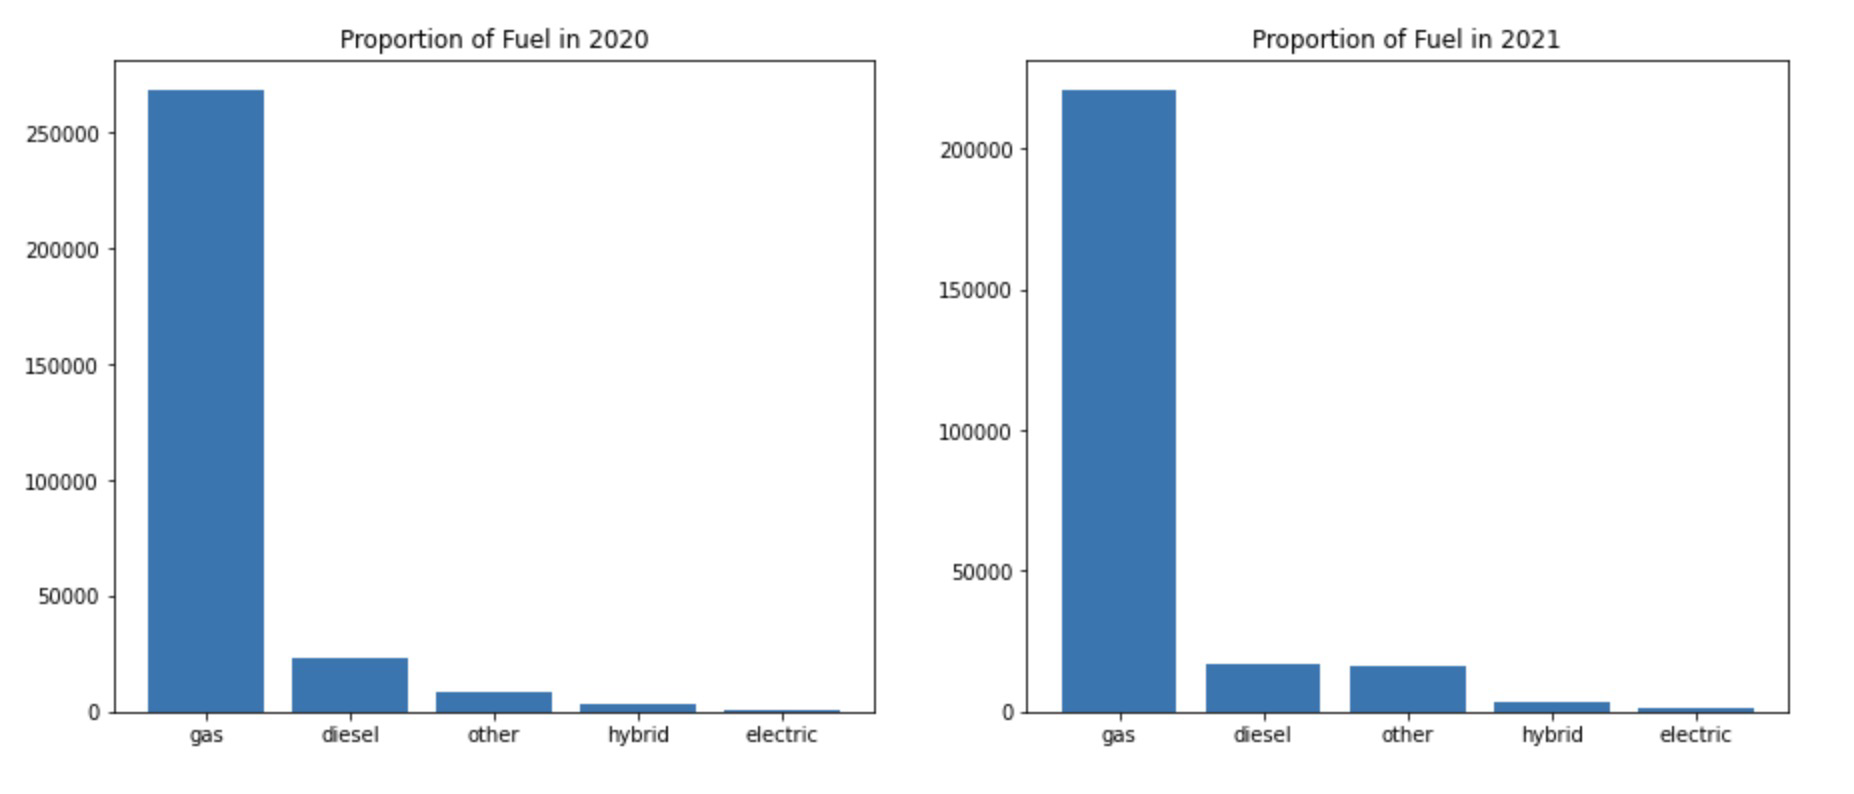 Proportion of Fuel in 2020
250000
200000
150000
100000
50000
0
gas diesel other hybrid electric
Proportion of Fuel in 2021
200000
150000
100000
50000
0
gas diesel other hybrid electric